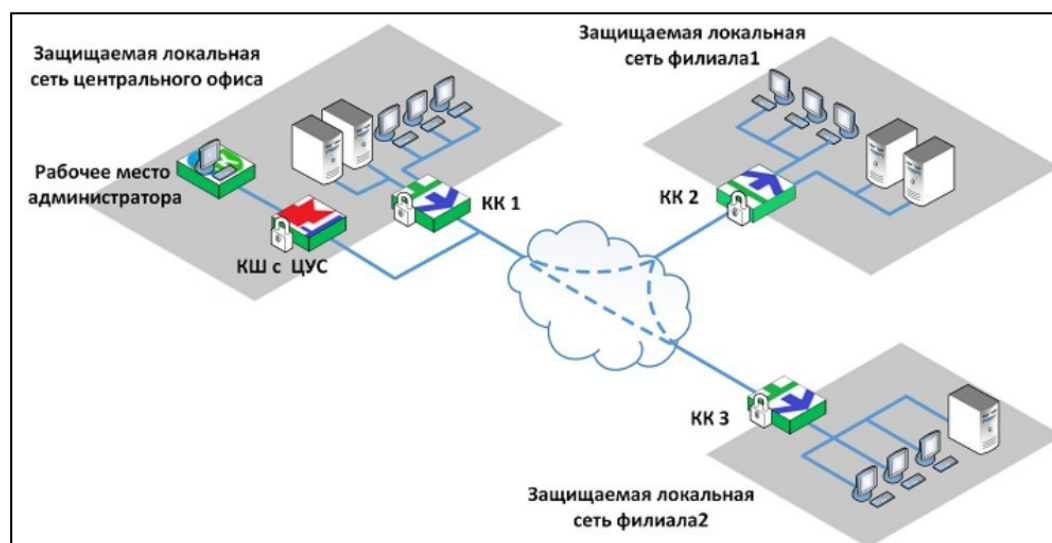 Защищаемая локальная
сеть центрального офиса
Защищаемая локальная
сеть филиала1
Рабочее место
администратора
КК 1
КК 2
КШ с ЦУС
КК 3
Защищаемая локальная
сеть филиала2